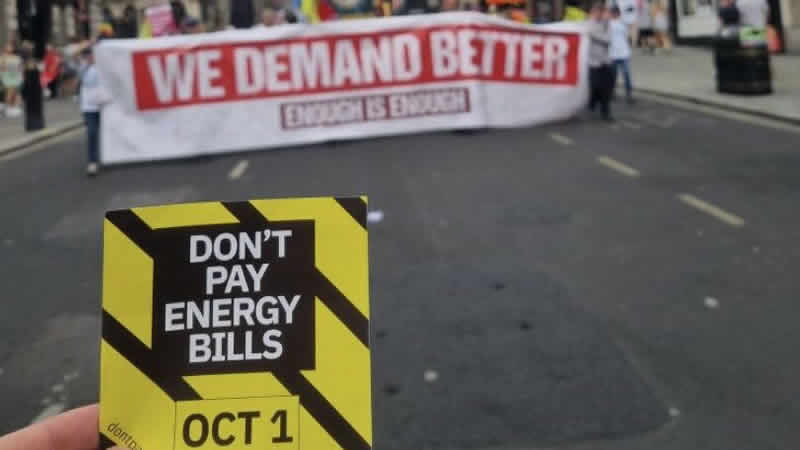 WE DEMAND BETTER
ENOUGH IS ENOUGH
DON'T
PAY
ENERGY
BILLS
OCT 1